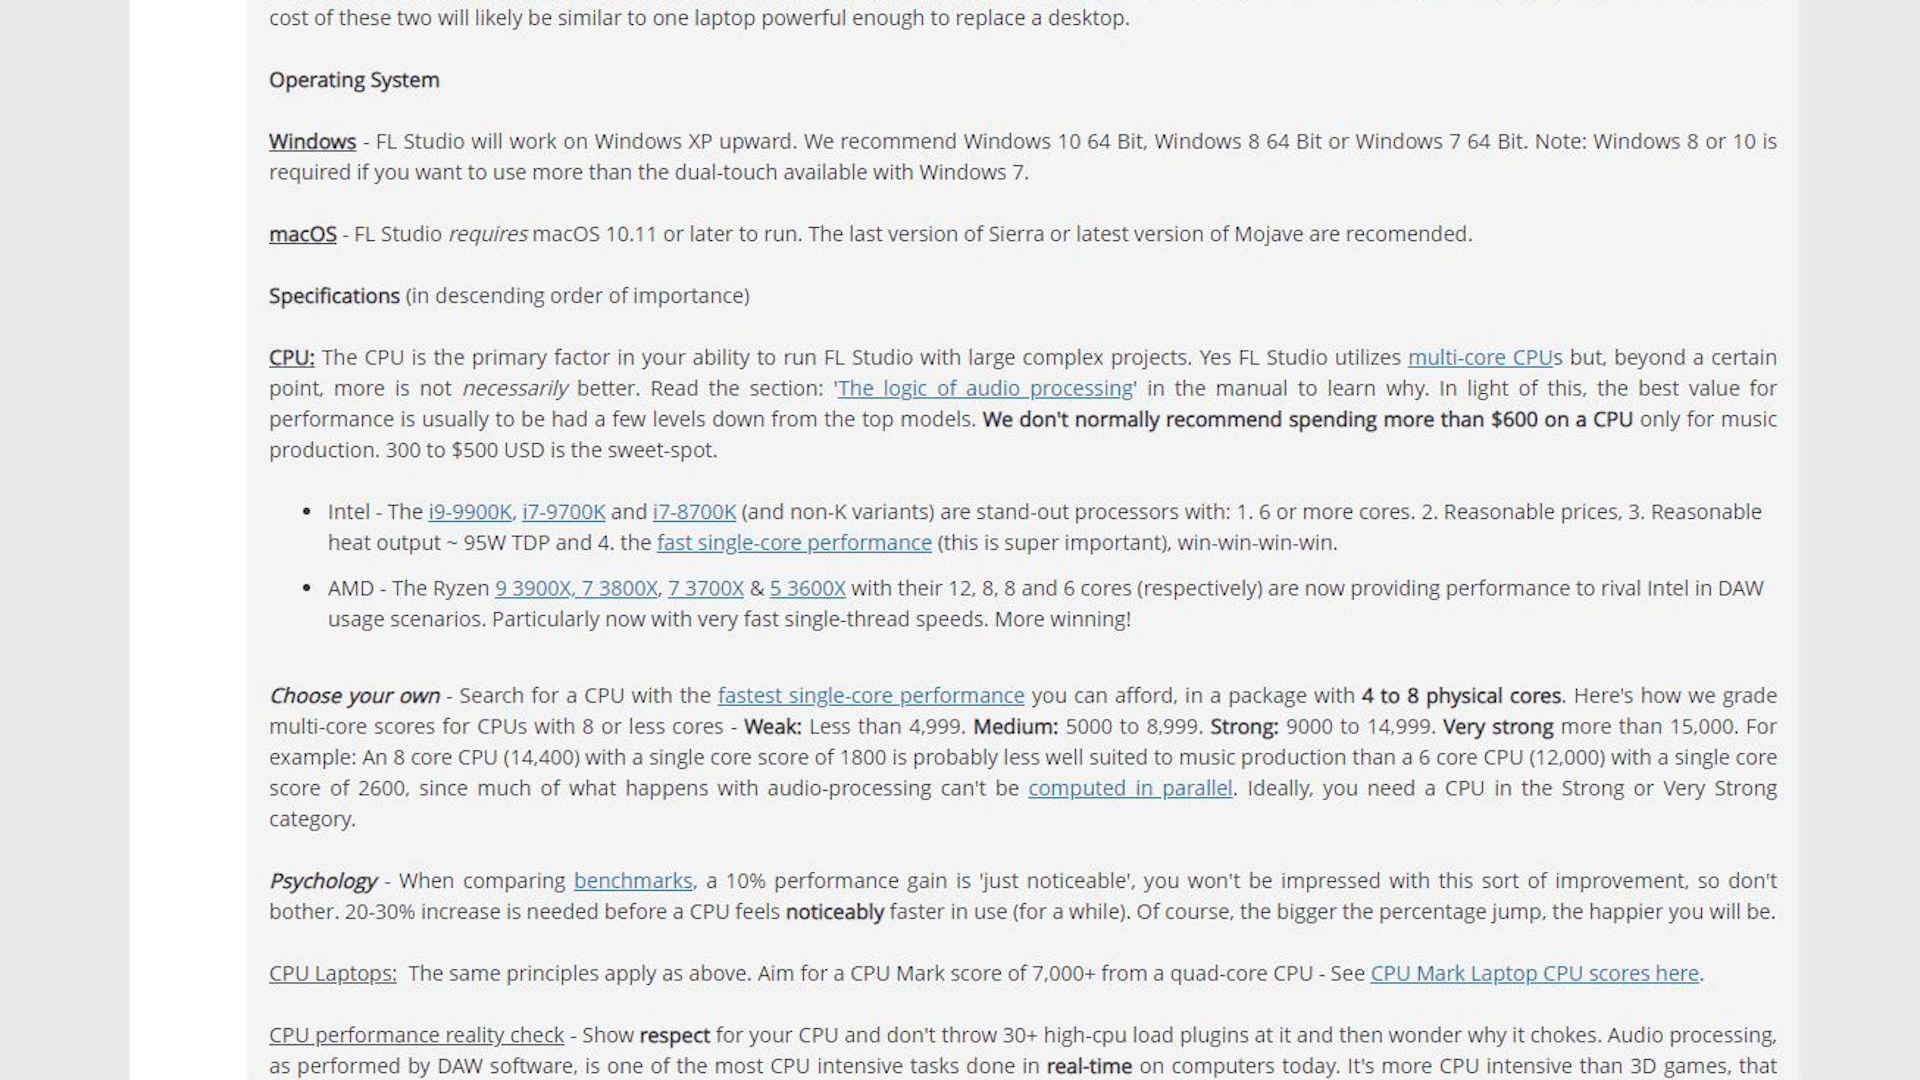 cost of these two will likely be similar to one laptop powerful enough to replace a desktop.
Operating System
Windows - FL Studio will work on Windows XP upward. We recommend Windows 10 64 Bit, Windows 8 64 Bit or Windows 7 64 Bit. Note: Windows 8 or 10 is
required if you want to use more than the dual-touch available with Windows 7.
macOS - FL Studio requires macOS 10.11 or later to run. The last version of Sierra or latest version of Mojave are recomended.
Specifications (in descending order of importance)
CPU: The CPU is the primary factor in your ability to run FL Studio with large complex projects. Yes FL Studio utilizes multi-core CPUs but, beyond a certain
point, more is not necessarily better. Read the section: 'The logic of audio processing' in the manual to learn why. In light of this, the best value for
performance is usually to be had a few levels down from the top models. We don't normally recommend spending more than $600 on a CPU only for music
production. 300 to $500 USD is the sweet-spot.
• Intel - The i9-9900K, i7-9700K and i7-8700K (and non-K variants) are stand-out processors with: 1. 6 or more cores. 2. Reasonable prices, 3. Reasonable
heat output ~ 95W TDP and 4. the fast single-core performance (this is super important), win-win-win-win.
• AMD - The Ryzen 9 3900X, 7 3800X, 7 3700X & 5 3600X with their 12, 8, 8 and 6 cores (respectively) are now providing performance to rival Intel in DAW
usage scenarios. Particularly now with very fast single-thread speeds. More winning!
Choose your own - Search for a CPU with the fastest single-core performance you can afford, in a package with 4 to 8 physical cores. Here's how we grade
multi-core scores for CPUs with 8 or less cores - Weak: Less than 4,999. Medium: 5000 to 8,999. Strong: 9000 to 14,999. Very strong more than 15,000. For
example: An 8 core CPU (14,400) with a single core score of 1800 is probably less well suited to music production than a 6 core CPU (12,000) with a single core
score of 2600, since much of what happens with audio-processing can't be computed in parallel. Ideally, you need a CPU in the Strong or Very Strong
category.
Psychology - When comparing benchmarks, a 10% performance gain is 'just noticeable', you won't be impressed with this sort of improvement, so don't
bother. 20-30% increase is needed before a CPU feels noticeably faster in use (for a while). Of course, the bigger the percentage jump, the happier you will be.
CPU Laptops: The same principles apply as above. Aim for a CPU Mark score of 7,000+ from a quad-core CPU - See CPU Mark Laptop CPU scores here.
CPU performance reality check - Show respect for your CPU and don't throw 30+ high-cpu load plugins at it and then wonder why it chokes. Audio processing,
as performed by DAW software, is one of the most CPU intensive tasks done in real-time on computers today. It's more CPU intensive than 3D games, that